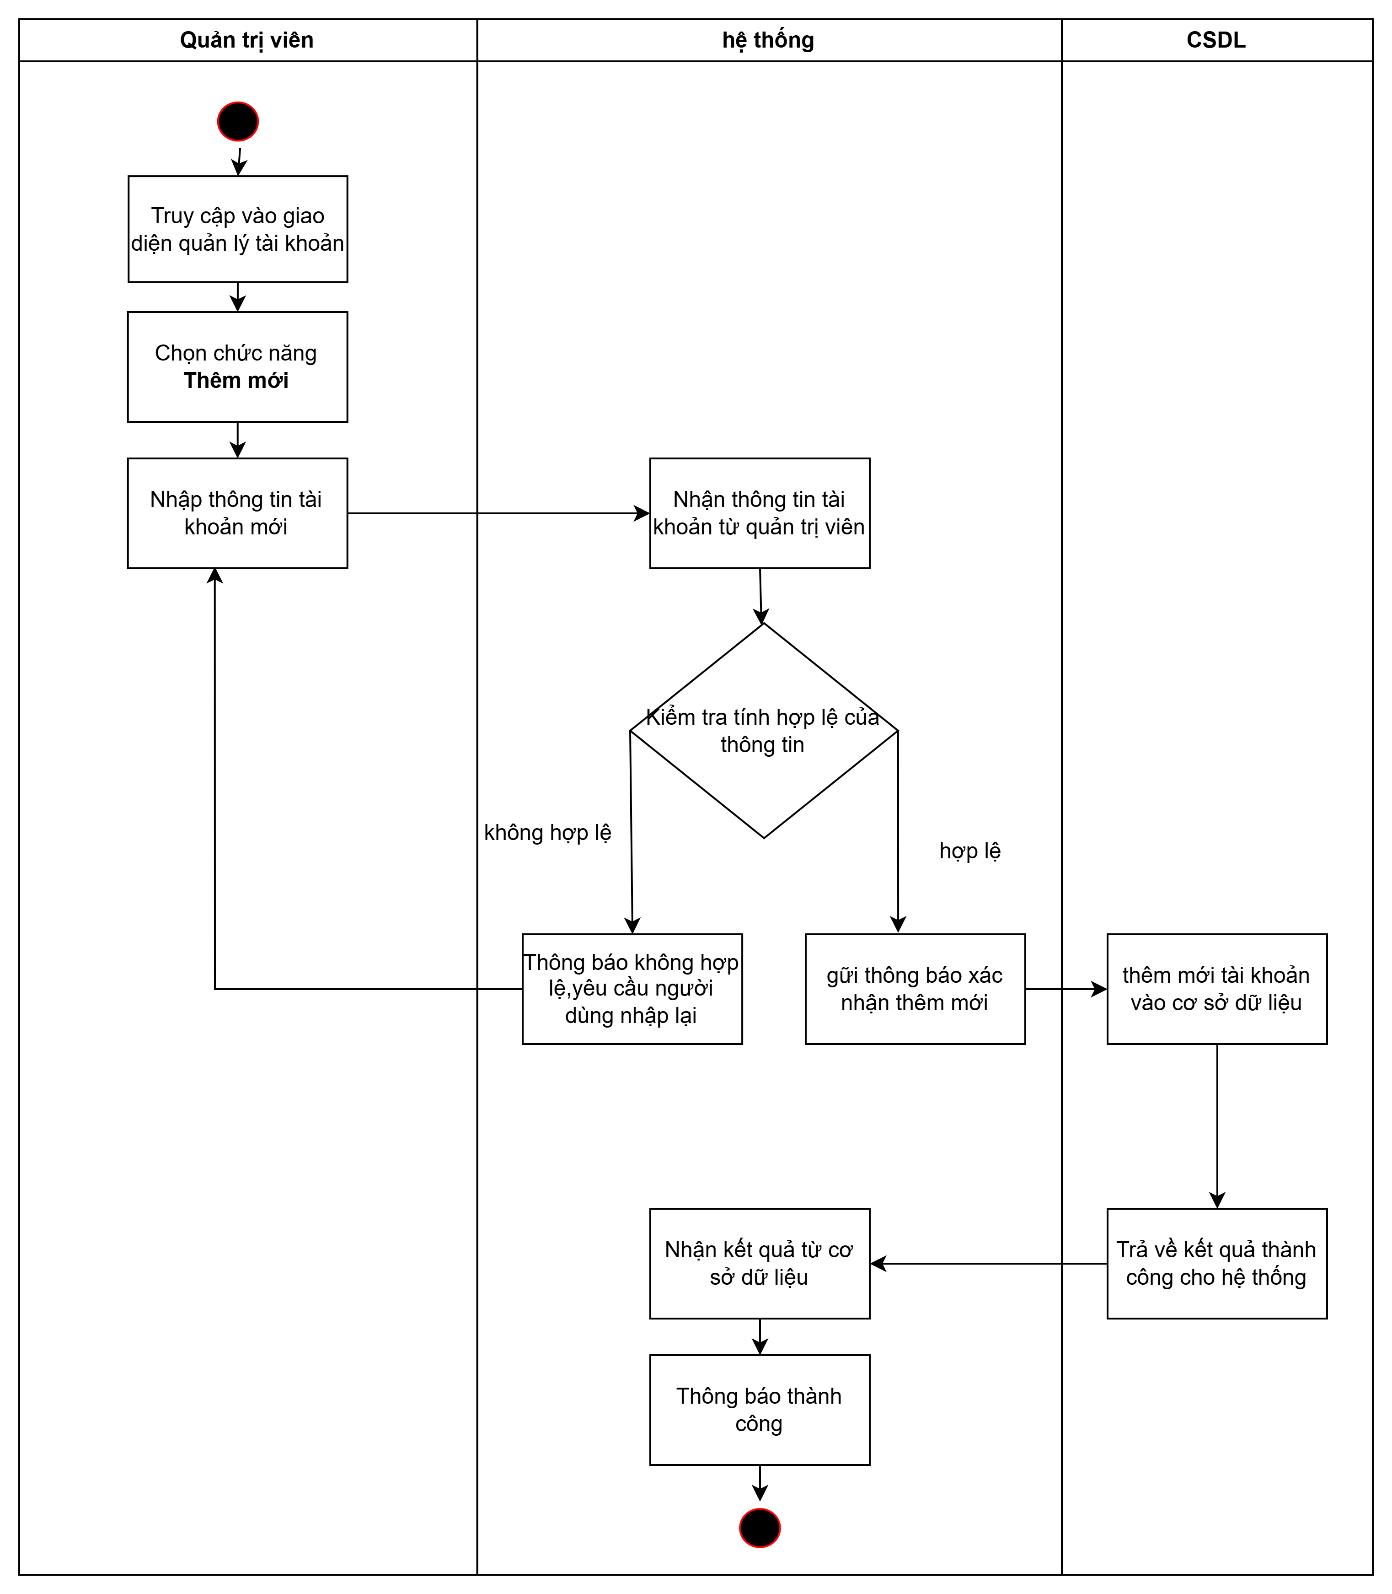 Quản trị viên
hệ thống
CSDL
Truy cập vào giao
diện quản lý tài khoản
Chọn chức năng
Thêm mới
Nhập thông tin tài
khoản mới
Nhận thông tin tài
khoản từ quản trị viên
Kiểm tra tính hợp lệ của
thông tin
không hợp lệ
hợp lệ
Thông báo không hợp
lệ,yêu cầu người
dùng nhập lại
gữi thông báo xác
nhận thêm mới
thêm mới tài khoản
vào cơ sở dữ liệu
Nhận kết quả từ cơ
sở dữ liệu
Trả về kết quả thành
công cho hệ thống
Thông báo thành
công